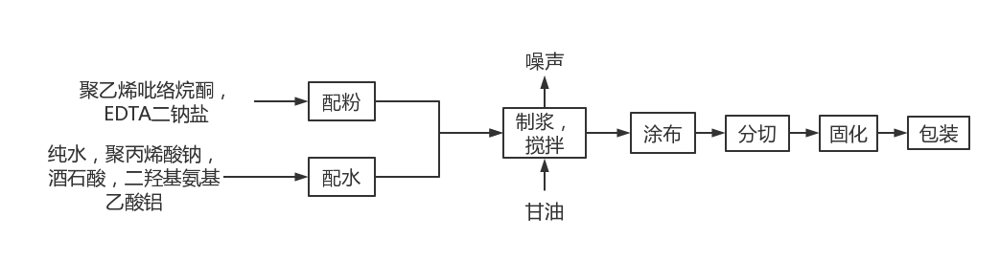 噪声
聚乙烯吡络烷酮，
EDTA二钠盐
配粉
制浆，
搅拌
涂布
分切
固化
包装
纯水，聚丙烯酸钠，
酒石酸，二羟基氨基
乙酸铝
配水
甘油